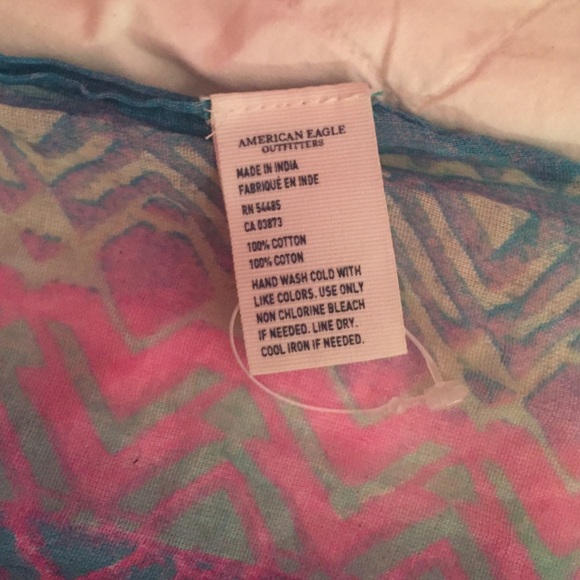 AMERICAN EAGLE
OUTFITTERS
MADE IN INDIA
FABRIQUÉ EN INDE
RN 54485
CA 03873
100% COTTON
100% COTON
HAND WASH COLD WITH
LIKE COLORS. USE ONLY
NON CHLORINE BLEACH
IF NEEDED. LINE DRY.
COOL IRON IF NEEDED.